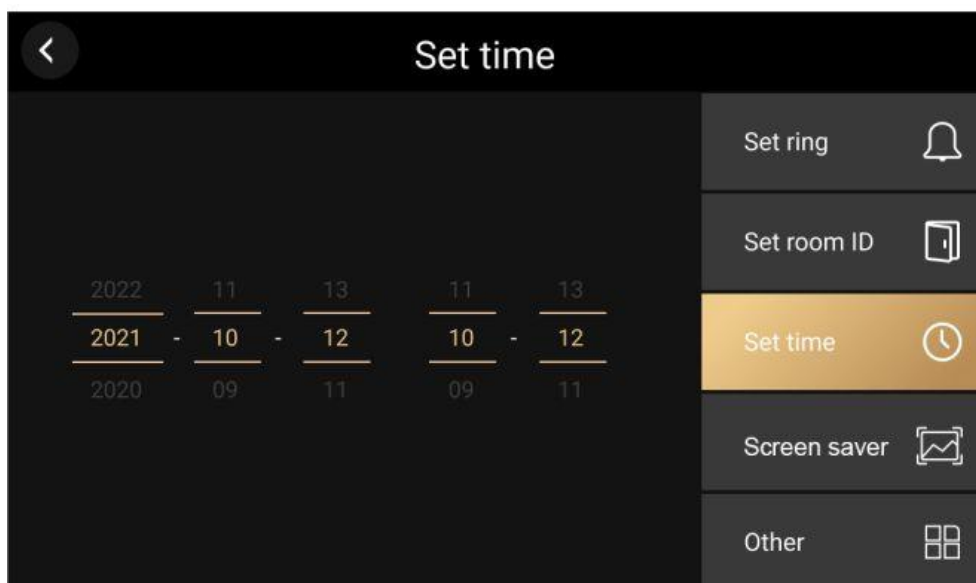 Set time
Set ring
Set room ID
2022 11 13 11 13
2021 - 10 - 12 10 - 12
2020 09 11 09 11
Set time
Screen saver
Other